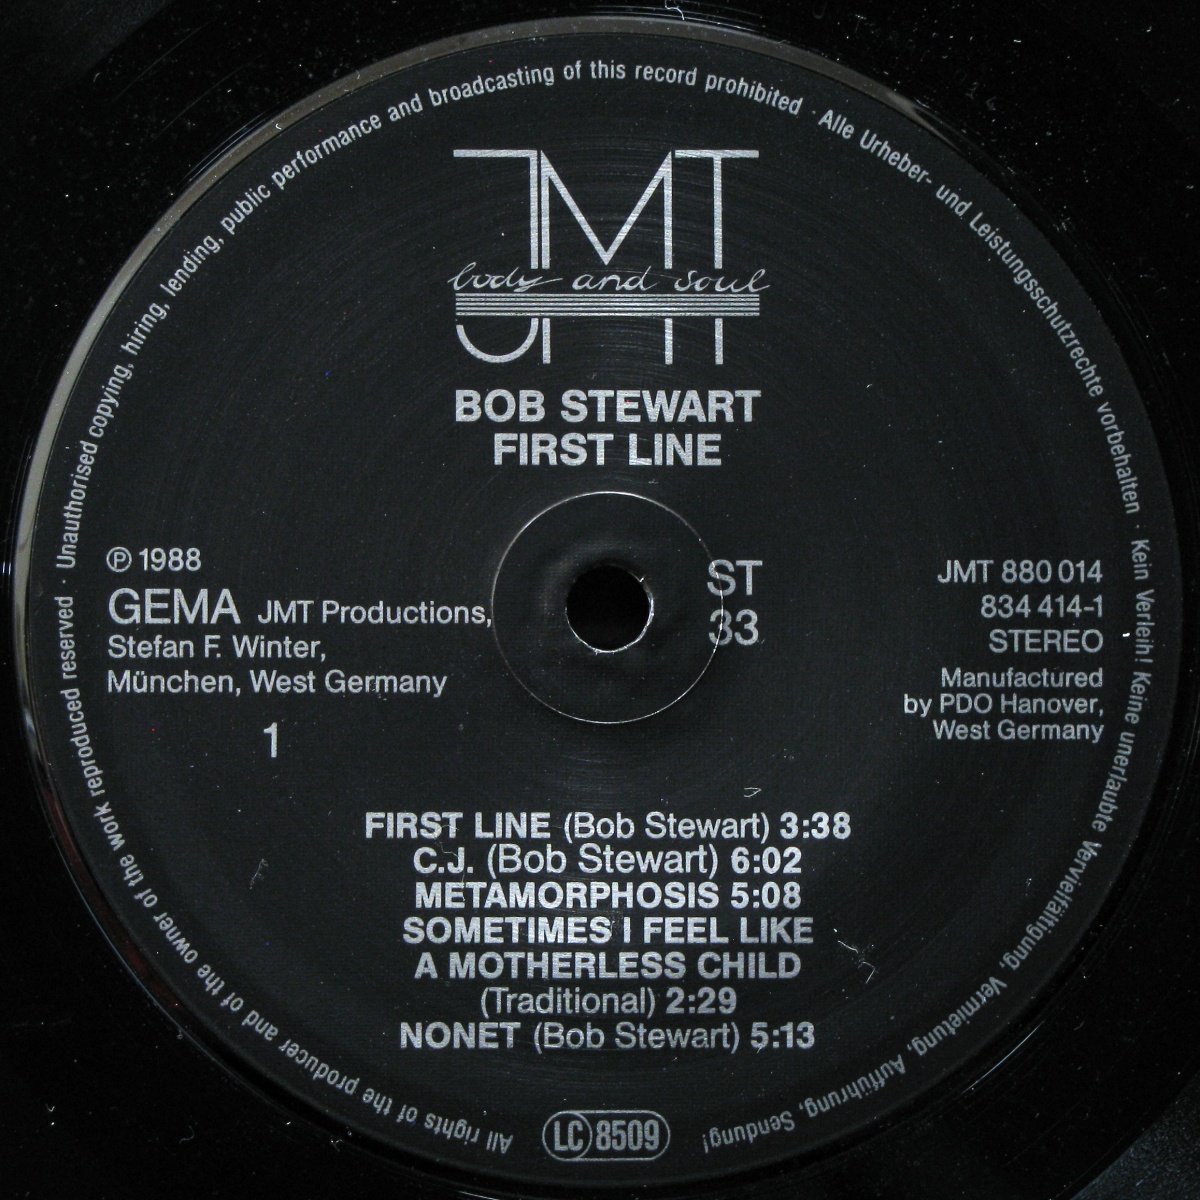 All rights of the producer and of the owner of the work reproduced reserved · Unauthorised copying, hiring, lending, public performance and broadcasting of this record prohibited · Alle Urheber- und Leistungsschutzrechte vorbehalten · Kein Verleih! Keine unerlaubte Vervielfältigung, Vermietung, Aufführung, Sendung!
JMT
body and soul
BOB STEWART
FIRST LINE
℗ 1988
GEMA JMT Productions,
Stefan F. Winter,
München, West Germany
1
ST
33
JMT 880 014
834 414-1
STEREO
Manufactured
by PDO Hanover,
West Germany
FIRST LINE (Bob Stewart) 3:38
C.J. (Bob Stewart) 6:02
METAMORPHOSIS 5:08
SOMETIMES I FEEL LIKE
A MOTHERLESS CHILD
(Traditional) 2:29
NONET (Bob Stewart) 5:13
LC 8509